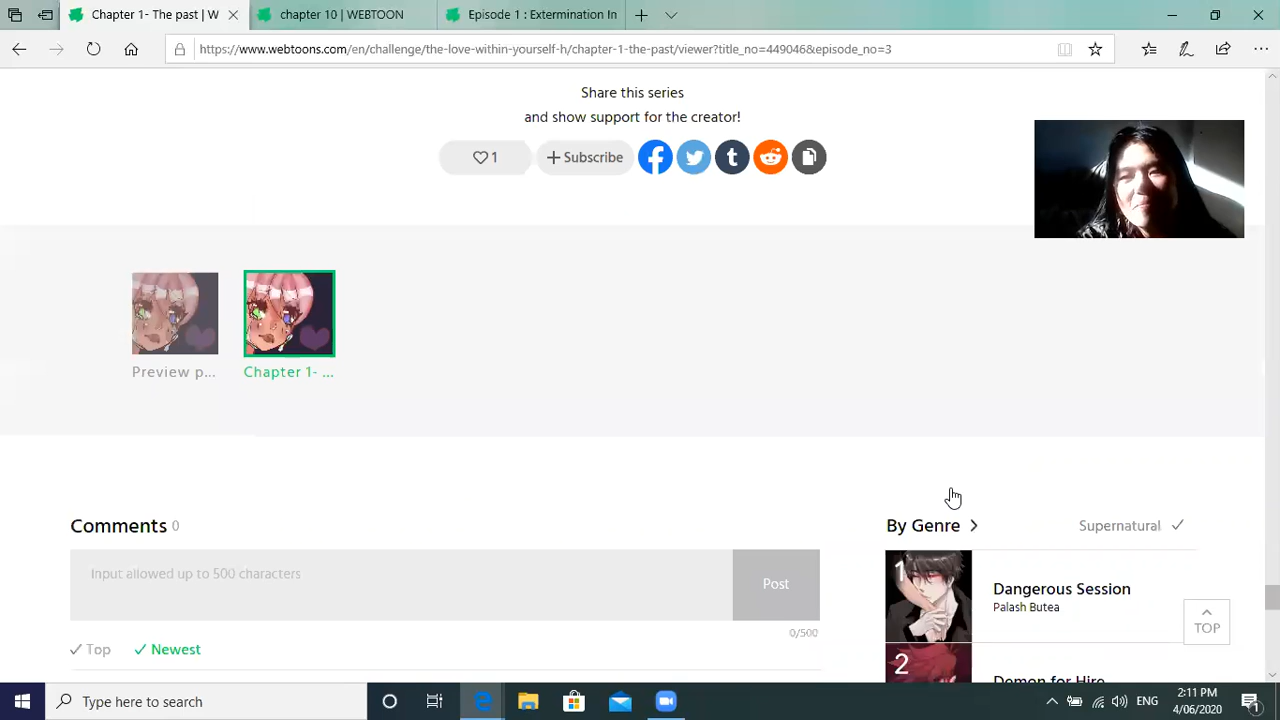 Chapter 1- The past | W
chapter 10 | WEBTOON
Episode 1 : Extermination In
https://www.webtoons.com/en/challenge/the-love-within-yourself-h/chapter-1-the-past/viewer?title_no=449046&episode_no=3
Share this series
and show support for the creator!
1
Subscribe
Preview p...
Chapter 1- ...
Comments 0
By Genre
Supernatural
Input allowed up to 500 characters
Post
1
Dangerous Session
Palash Butea
TOP
0/500
Top
Newest
2
Demon for Hire
Type here to search
ENG
2:11 PM
4/06/2020
1